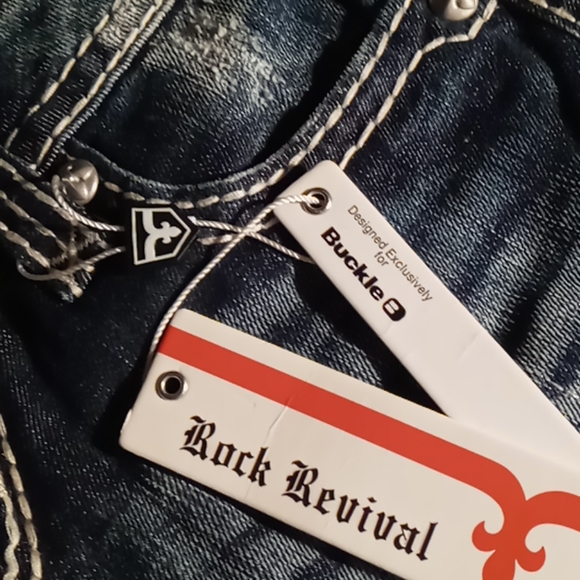 Designed Exclusively
for
Buckle B
Rock Revival